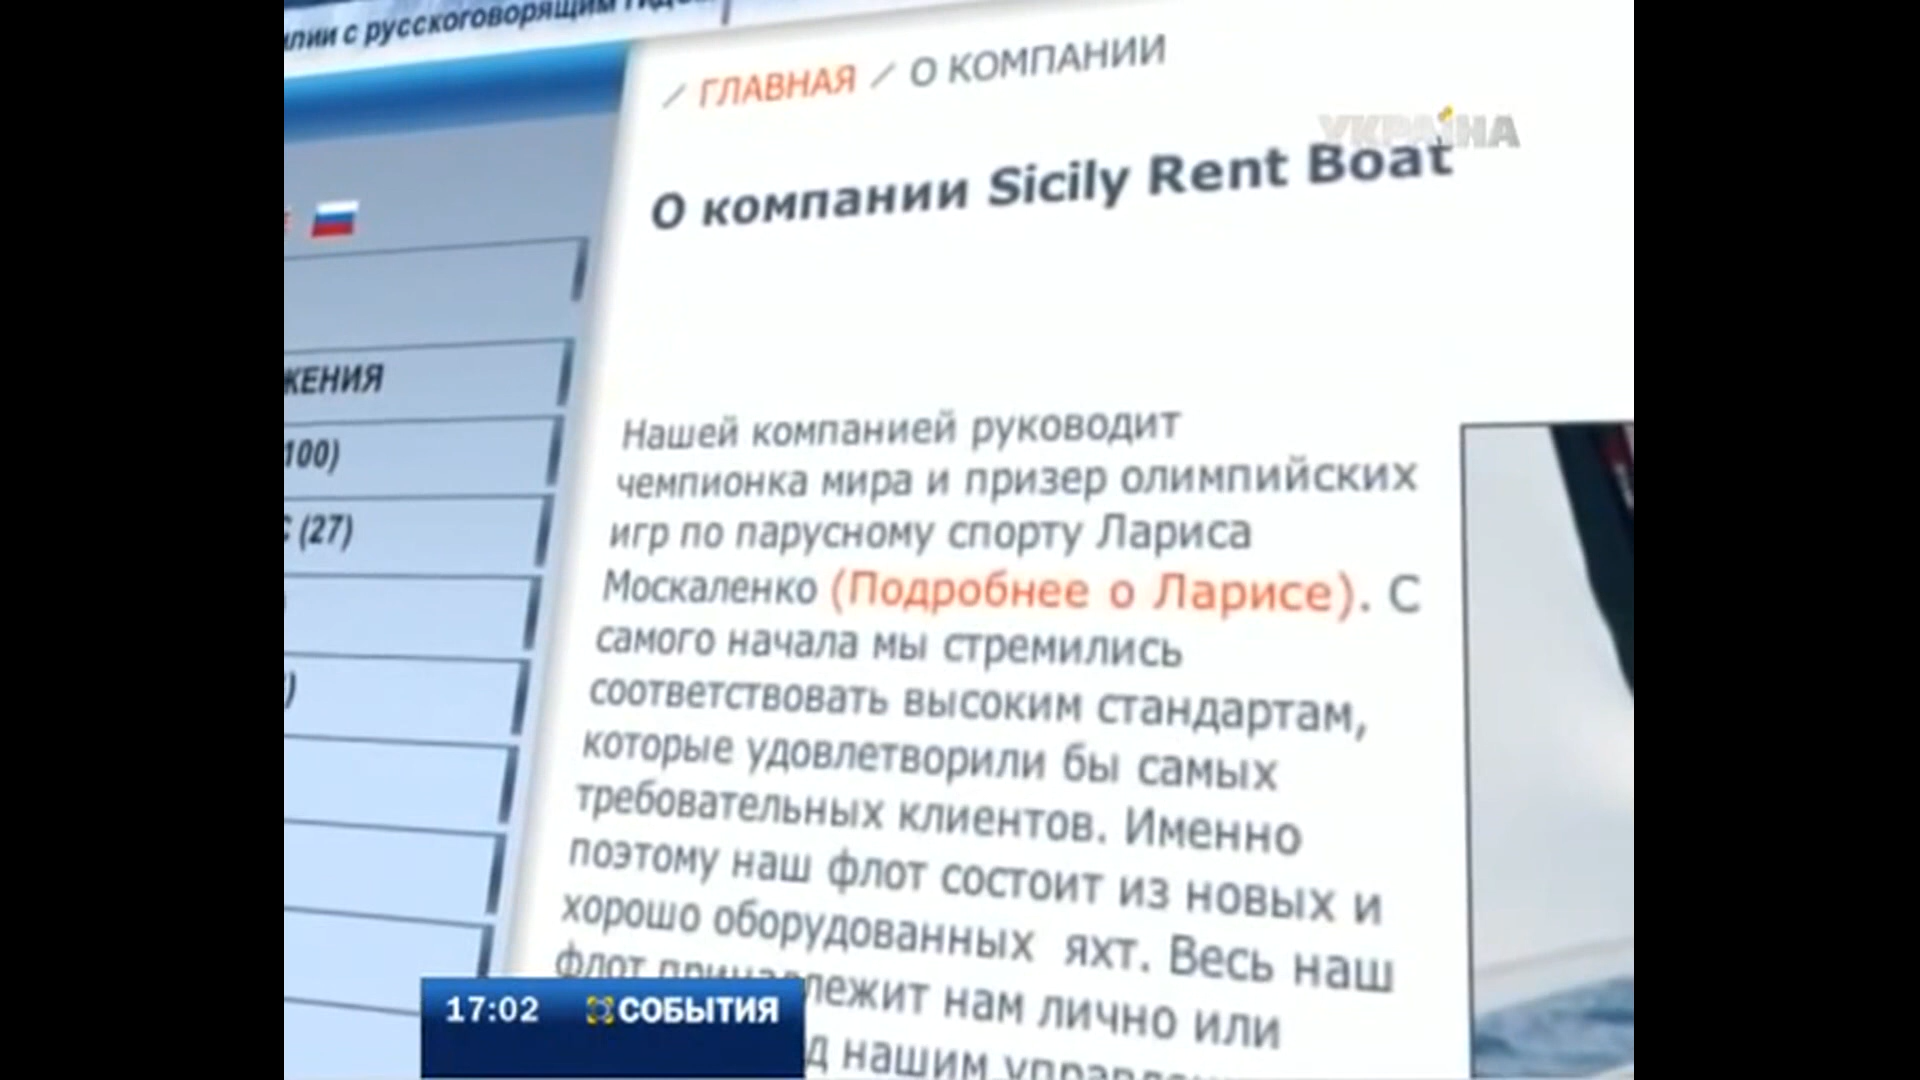 с русскоговорящим
/ ГЛАВНАЯ / О КОМПАНИИ
УКРАЇНА
О компании Sicily Rent Boat
ЖЕНИЯ
100)
(27)
Нашей компанией руководит
чемпионка мира и призер олимпийских
игр по парусному спорту Лариса
Москаленко (Подробнее о Ларисе). С
самого начала мы стремились
соответствовать высоким стандартам,
которые удовлетворили бы самых
требовательных клиентов. Именно
поэтому наш флот состоит из новых и
хорошо оборудованных яхт. Весь наш
флот принадлежит нам лично или
нашим
17:02 СОБЫТИЯ